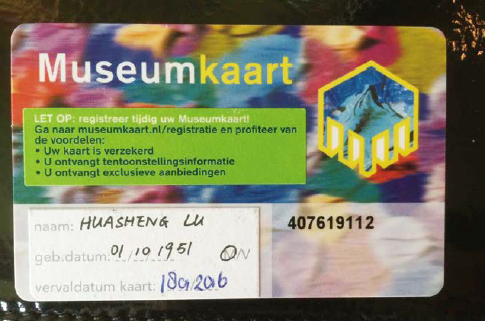 Museumkaart
LET OP: registreer tijdig uw Museumkaart!
Ga naar museumkaart.nl/registratie en profiteer van
de voordelen:
• Uw kaart is verzekerd
• U ontvangt tentoonstellingsinformatie
• U ontvangt exclusieve aanbiedingen
naam: HUASHENG LU
407619112
geb.datum: 01/10 1951 M/V
vervaldatum kaart: